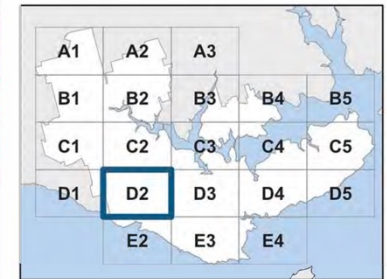 A1 A2 A3
B1 B2 B3 B4 B5
C1 C2 C3 C4 C5
D1 D2 D3 D4 D5
E2 E3 E4